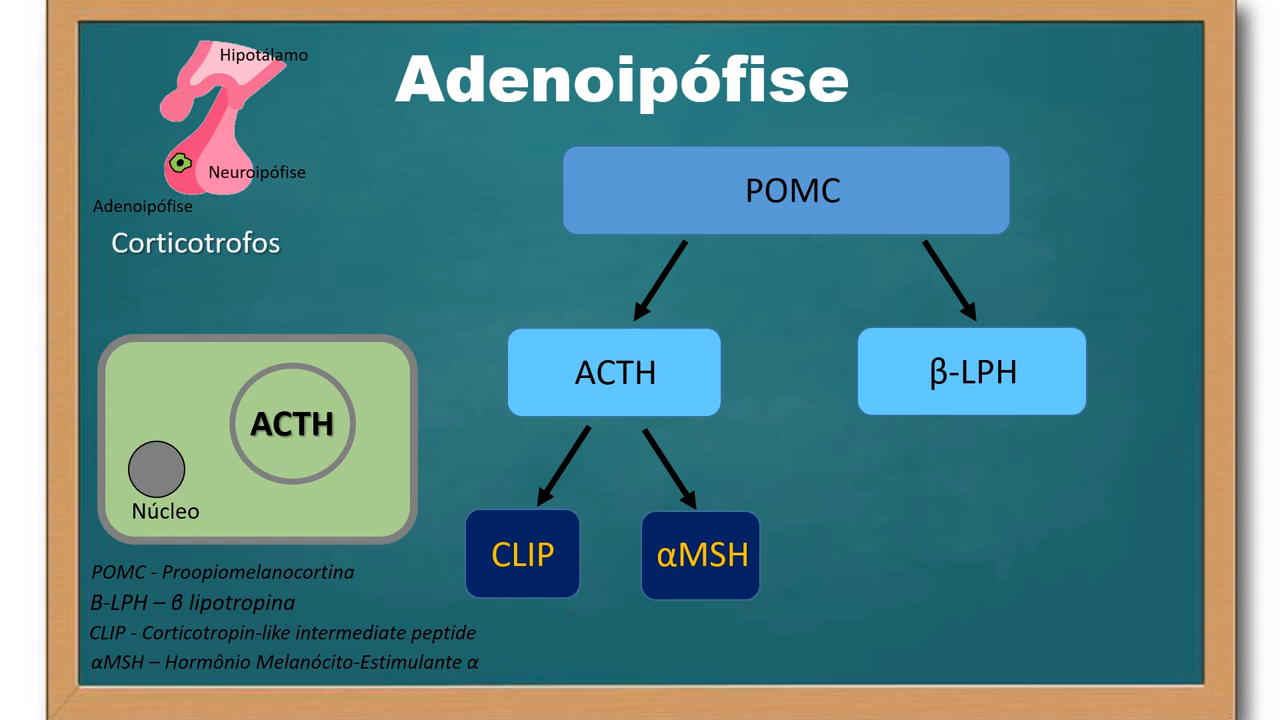 Hipotálamo
Adenoipófise
Neuroipófise
Adenoipófise
Corticotrofos
POMC
ACTH
β-LPH
ACTH
Núcleo
CLIP
αMSH
POMC - Proopiomelanocortina
B-LPH – β lipotropina
CLIP - Corticotropin-like intermediate peptide
αMSH – Hormônio Melanócito-Estimulante α